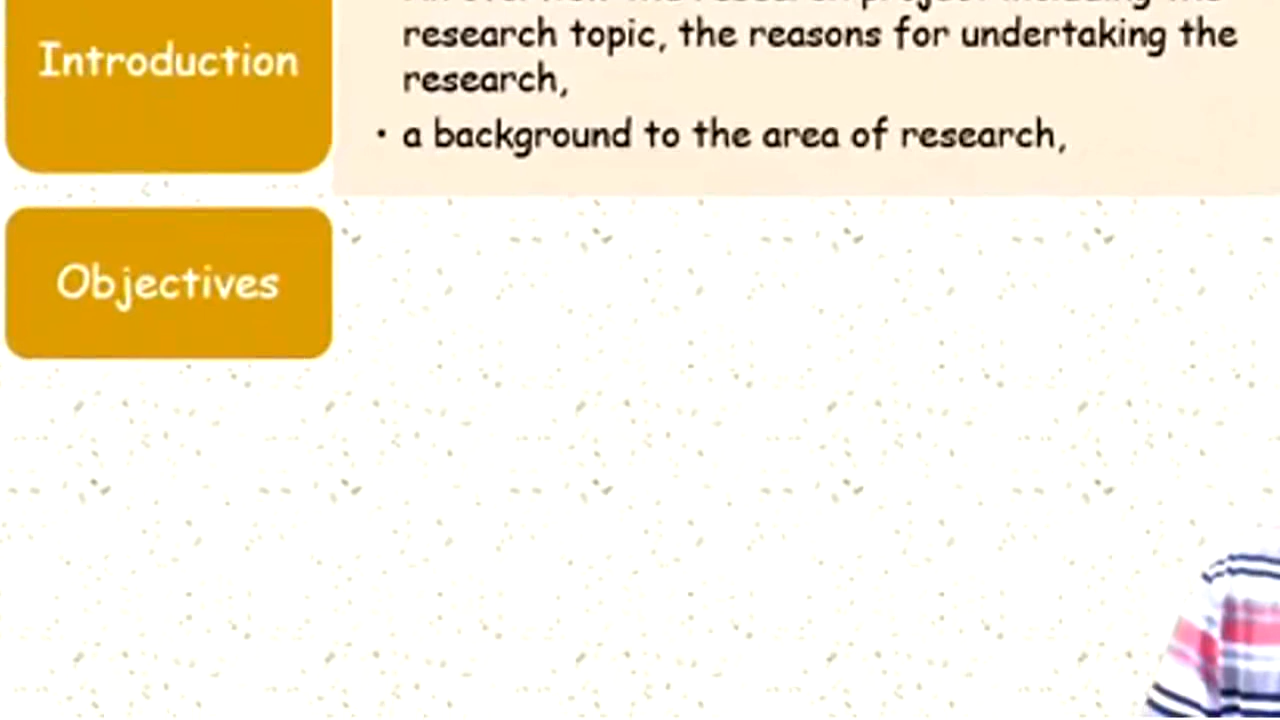 Introduction
research topic, the reasons for undertaking the
research,
• a background to the area of research,
Objectives